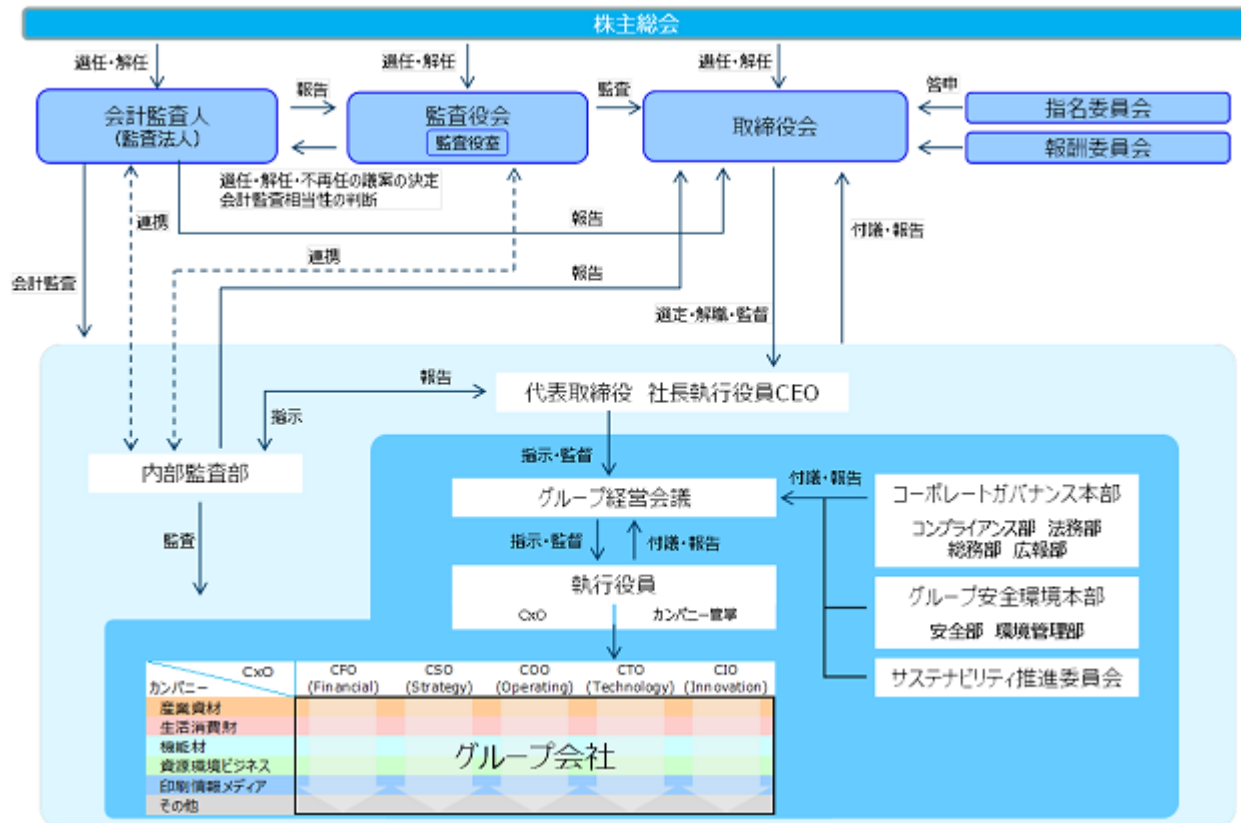 株主総会
選任・解任
選任・解任
選任・解任
会計監査人
(監査法人)
報告
監査役会
監査役室
監査
取締役会
答申
指名委員会
報酬委員会
選任・解任・不再任の議案の決定
会計監査相当性の判断
連携
連携
報告
報告
付議・報告
会計監査
選定・解職・監督
報告
指示
代表取締役 社長執行役員CEO
内部監査部
監査
指示・監督
グループ経営会議
付議・報告
指示・監督
付議・報告
執行役員
CxO カンパニー管掌
コーポレートガバナンス本部
コンプライアンス部 法務部
総務部 広報部
グループ安全環境本部
安全部 環境管理部
サステナビリティ推進委員会
CxO
カンパニー
CFO
(Financial)
CSO
(Strategy)
COO
(Operating)
CTO
(Technology)
CIO
(Innovation)
産業資材
生活消費財
機能材
資源環境ビジネス
印刷情報メディア
その他
グループ会社